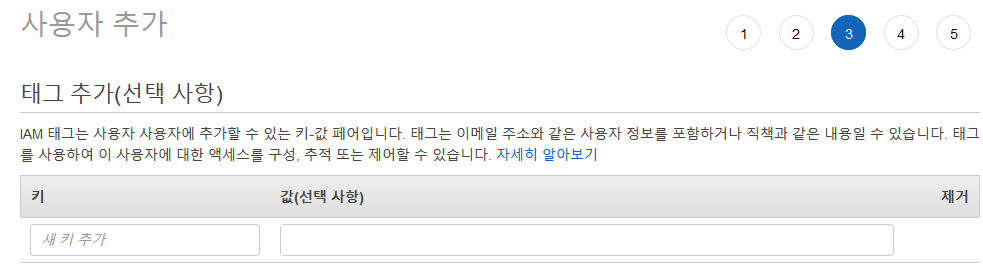 사용자 추가
1 2 3 4 5
태그 추가(선택 사항)
IAM 태그는 사용자 사용자에 추가할 수 있는 키-값 페어입니다. 태그는 이메일 주소와 같은 사용자 정보를 포함하거나 직책과 같은 내용일 수 있습니다. 태그
를 사용하여 이 사용자에 대한 액세스를 구성, 추적 또는 제어할 수 있습니다. 자세히 알아보기
키 값(선택 사항) 제거
새 키 추가